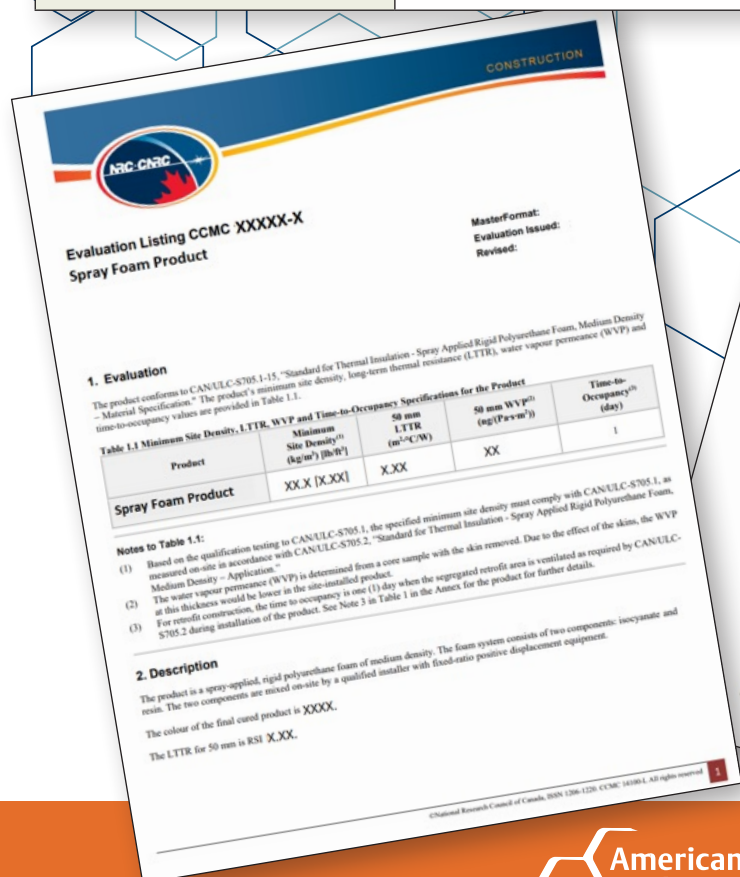 CONSTRUCTION
NRC·CNRC
Evaluation Listing CCMC XXXXX-X
Spray Foam Product
MasterFormat:
Evaluation Issued:
Revised:
1. Evaluation
The product conforms to CAN/ULC-S705.1-15, “Standard for Thermal Insulation - Spray Applied Rigid Polyurethane Foam, Medium Density
– Material Specification.” The product's minimum site density, long-term thermal resistance (LTTR), water vapour permeance (WVP) and
time-to-occupancy values are provided in Table 1.1.
Table 1.1 Minimum Site Density, LTTR, WVP and Time-to-Occupancy Specifications for the Product
Product
Minimum
Site Density(1)
(kg/m³) [lb/ft³]
50 mm
LTTR
(m²·°C/W)
50 mm WVP(2)
(ng/(Pa·s·m²))
Time-to-
Occupancy(3)
(day)
Spray Foam Product
XX.X [X.XX]
X.XX
XX
1
Notes to Table 1.1:
(1) Based on the qualification testing to CAN/ULC-S705.1, the specified minimum site density must comply with CAN/ULC-S705.1, as
measured on-site in accordance with CAN/ULC-S705.2, “Standard for Thermal Insulation - Spray Applied Rigid Polyurethane Foam,
Medium Density – Application.”
(2) The water vapour permeance (WVP) is determined from a core sample with the skin removed. Due to the effect of the skins, the WVP
at this thickness would be lower in the site-installed product.
(3) For retrofit construction, the time to occupancy is one (1) day when the segregated retrofit area is ventilated as required by CAN/ULC-
S705.2 during installation of the product. See Note 3 in Table 1 in the Annex for the product for further details.
2. Description
The product is a spray-applied, rigid polyurethane foam of medium density. The foam system consists of two components: isocyanate and
resin. The two components are mixed on-site by a qualified installer with fixed-ratio positive displacement equipment.
The colour of the final cured product is XXXX.
The LTTR for 50 mm is RSI X.XX.
©National Research Council of Canada, ISSN 1206-1220. CCMC 14100-L All rights reserved 1
American